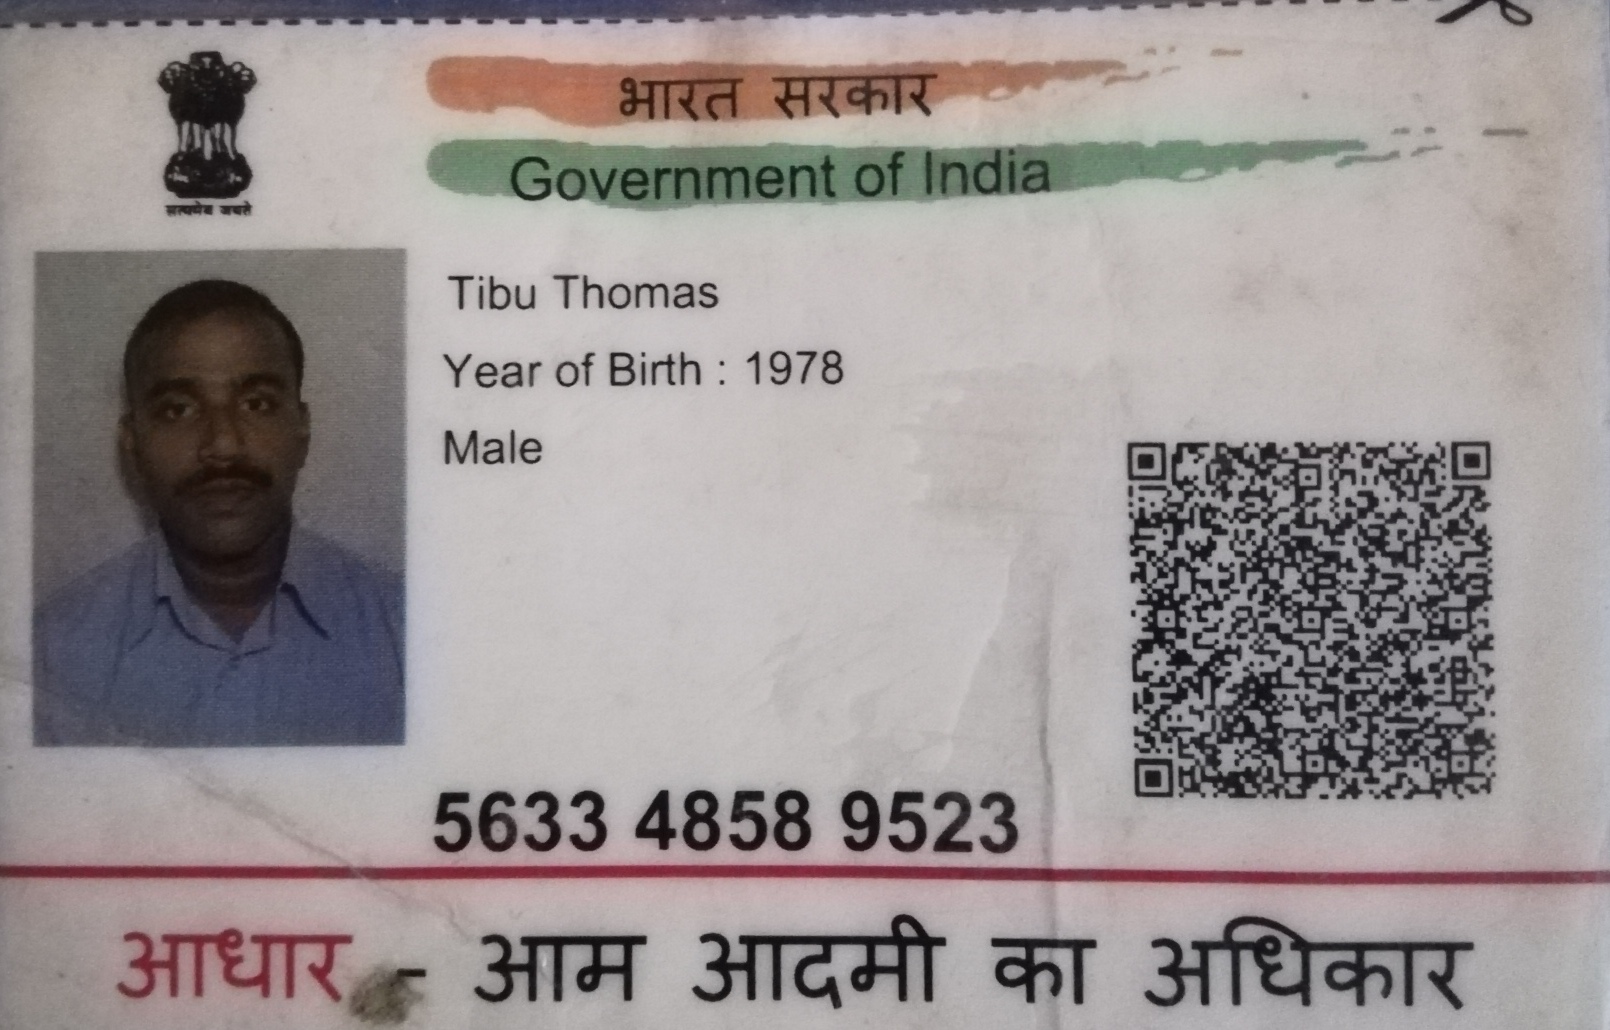 भारत सरकार
Government of India
सत्यमेव जयते
Tibu Thomas
Year of Birth : 1978
Male
5633 4858 9523
आधार - आम आदमी का अधिकार